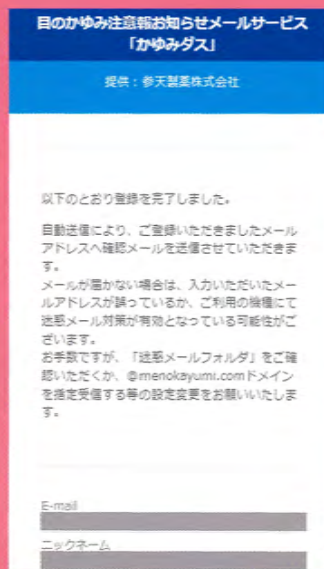 目のかゆみ注意報お知らせメールサービス
「かゆみダス」
提供：参天製薬株式会社
以下のとおり登録を完了しました。
自動送信により、ご登録いただきましたメール
アドレスへ確認メールを送信させていただきま
す。
メールが届かない場合は、入力いただいたメー
ルアドレスが誤っているか、ご利用の機種にて
迷惑メール対策が有効となっている可能性がご
ざいます。
お手数ですが、「迷惑メールフォルダ」をご確
認いただくか、@menokayumi.comドメイン
を指定受信する等の設定変更をお願いいたしま
す。
E-mail
ニックネーム